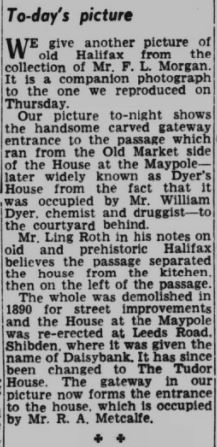 To-day's picture
WE give another picture of
old Halifax from the
collection of Mr. F. L. Morgan.
It is a companion photograph
to the one we reproduced on
Thursday.
Our picture to-night shows
the handsome carved gateway
entrance to the passage which
ran from the Old Market side
of the House at the Maypole—
later widely known as Dyer's
House from the fact that it
was occupied by Mr. William
Dyer, chemist and druggist—to
the courtyard behind.
Mr. Ling Roth in his notes on
old and prehistoric Halifax
believes the passage separated
the house from the kitchen,
then on the left of the passage.
The whole was demolished in
1890 for street improvements
and the House at the Maypole
was re-erected at Leeds Road,
Shibden, where it was given the
name of Daisybank. It has since
been changed to The Tudor
House. The gateway in our
picture now forms the entrance
to the house, which is occupied
by Mr. R. A. Metcalfe.